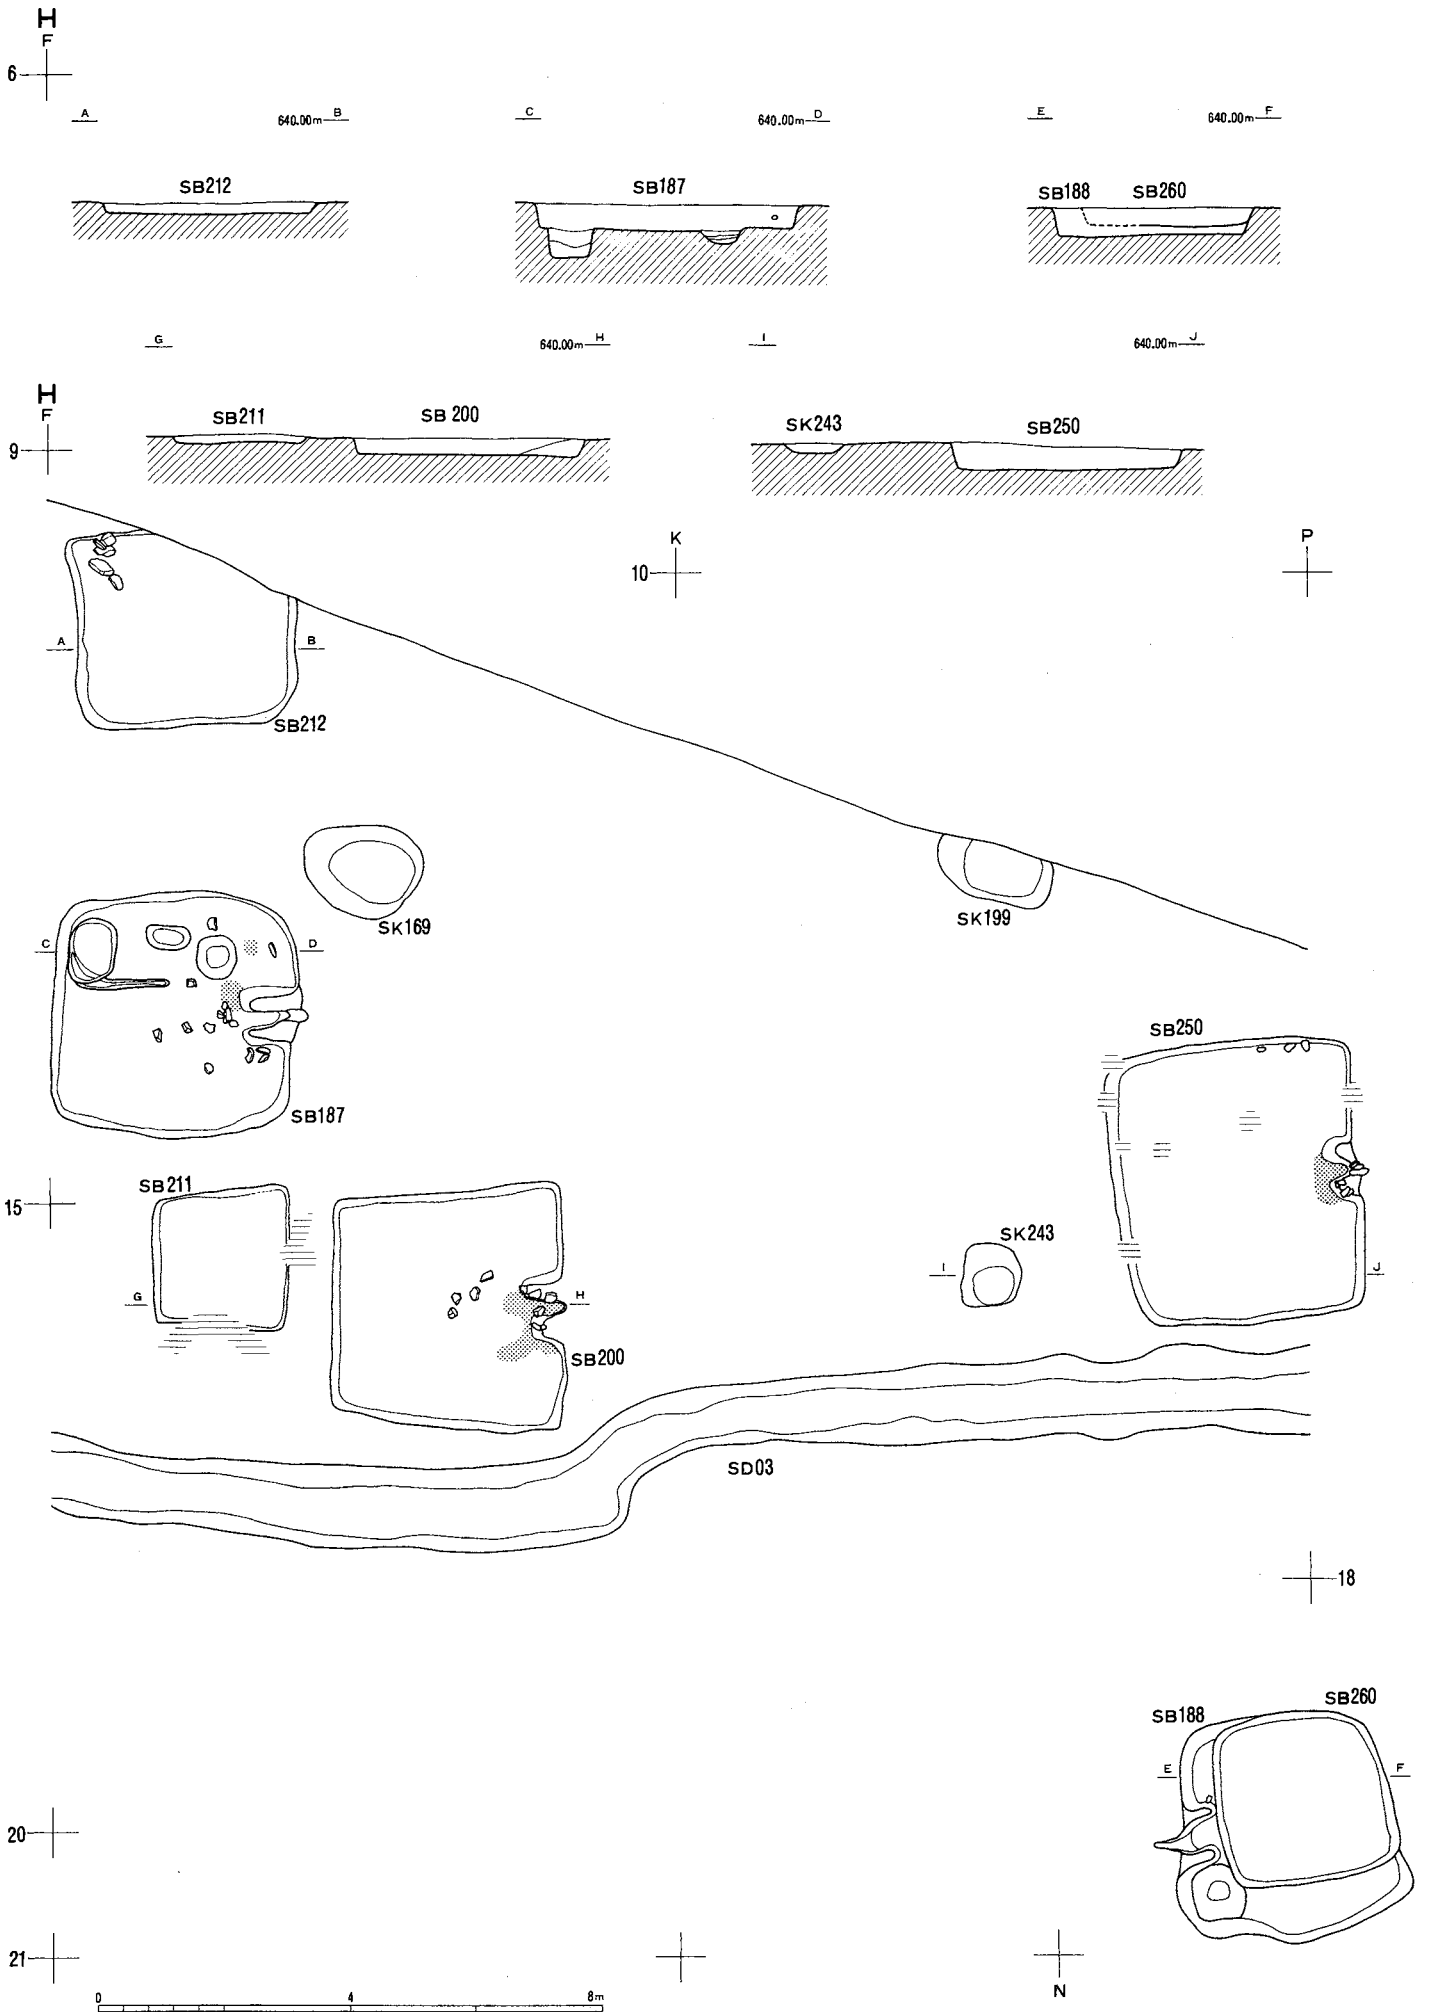 H
F
6
A 640.00m B C 640.00m D E 640.00m F
SB212 SB187 SB188 SB260
G 640.00m H I 640.00m J
H
F
9
SB211 SB 200 SK243 SB250
K P
10
A B
SB212
SK169 SK199
C D
SB250
SB187
SB211
15
SK243
I J
G H
SB200
SD03
18
SB188 SB260
E F
20
21
N
0 4 8m